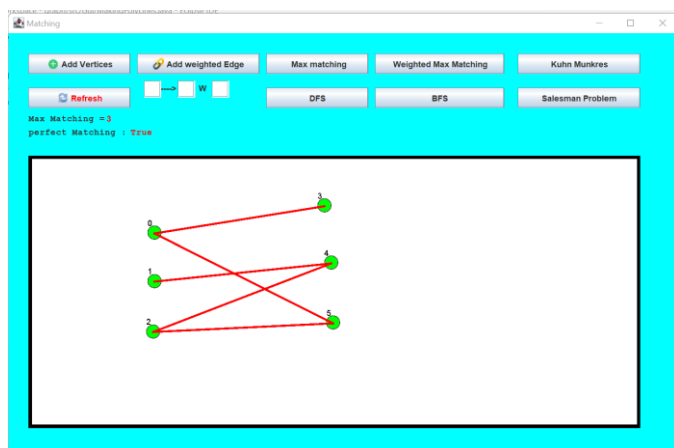 Matching
Add Vertices
Add weighted Edge
Max matching
Weighted Max Matching
Kuhn Munkres
Refresh
---->
W
DFS
BFS
Salesman Problem
Max Matching =3
perfect Matching : True
3
0
4
1
5
2